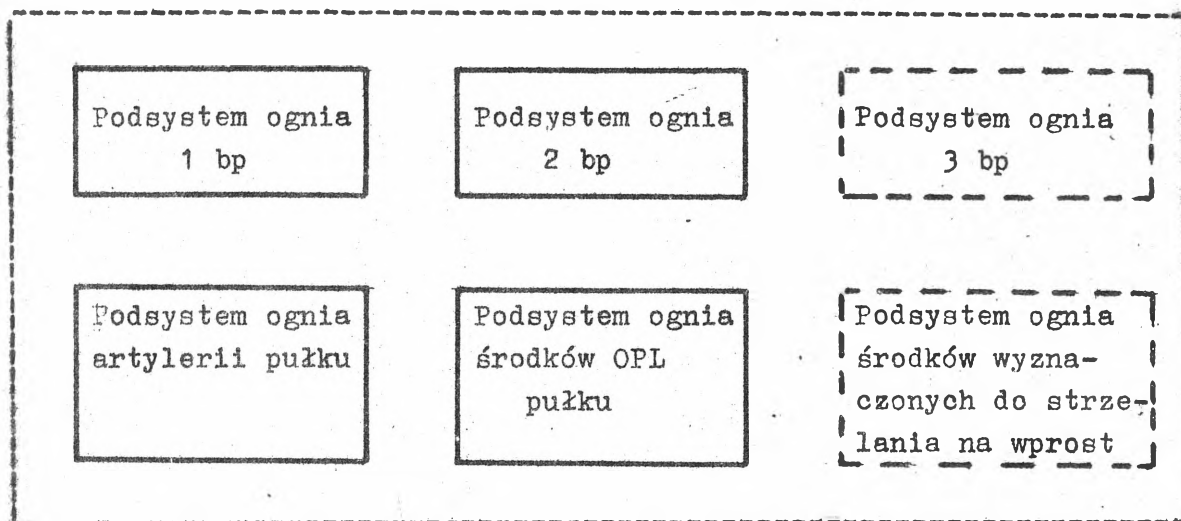 Podsystem ognia
1 bp
Podsystem ognia
2 bp
Podsystem ognia
3 bp
Podsystem ognia
artylerii pułku
Podsystem ognia
środków OPL
pułku
Podsystem ognia
środków wyzna-
czonych do strze-
lania na wprost